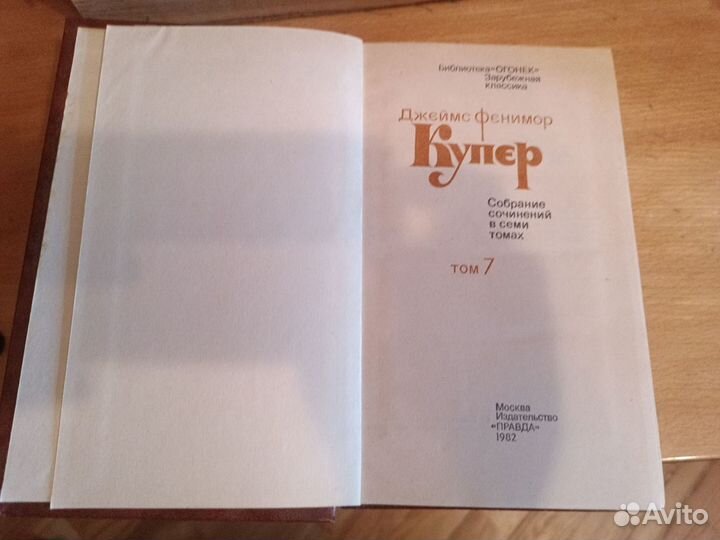 Библиотека «ОГОНЕК»
Зарубежная
классика
Джеймс Фенимор
Купер
Собрание
сочинений
в семи
томах
том 7
Москва
Издательство
«ПРАВДА»
1982
Avito